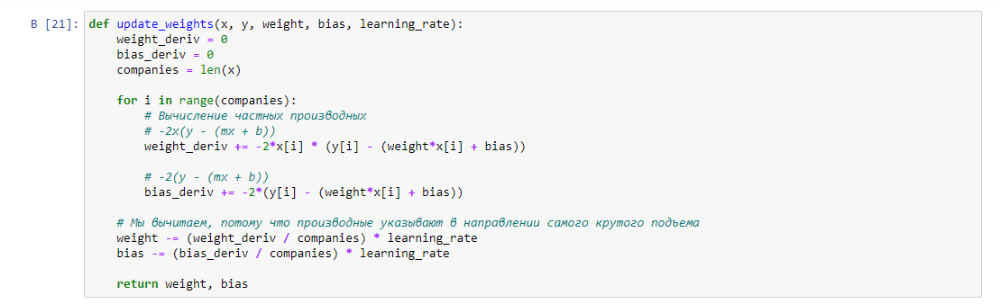 В [21]: def update_weights(x, y, weight, bias, learning_rate):
    weight_deriv = 0
    bias_deriv = 0
    companies = len(x)

    for i in range(companies):
        # Вычисление частных производных
        # -2x(y - (mx + b))
        weight_deriv += -2*x[i] * (y[i] - (weight*x[i] + bias))

        # -2(y - (mx + b))
        bias_deriv += -2*(y[i] - (weight*x[i] + bias))

    # Мы вычитаем, потому что производные указывают в направлении самого крутого подъема
    weight -= (weight_deriv / companies) * learning_rate
    bias -= (bias_deriv / companies) * learning_rate

    return weight, bias